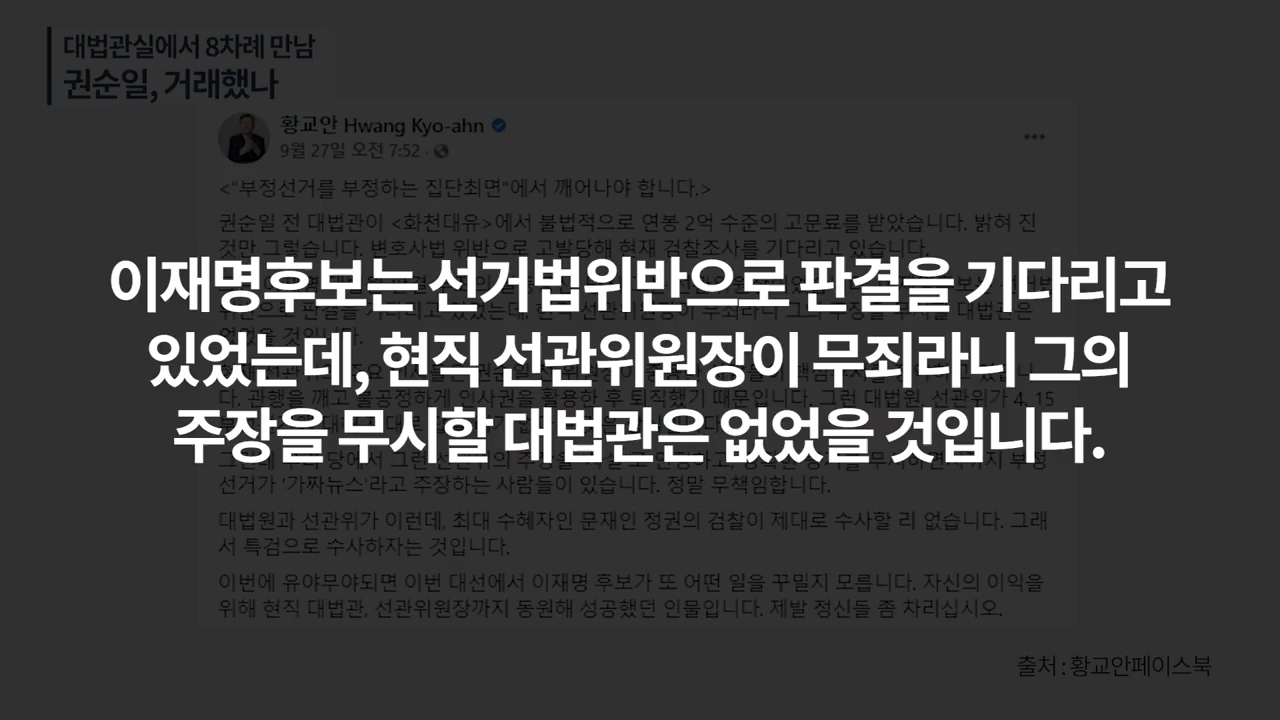 대법관실에서 8차례 만남
권순일, 거래했나
황교안 Hwang Kyo-ahn
9월 27일 오전 7:52
<"부정선거를 부정하는 집단최면"에서 깨어나야 합니다.>
권순일 전 대법관이 <화천대유>에서 불법적으로 연봉 2억 수준의 고문료를 받았습니다. 밝혀 진
것만 그렇습니다. 변호사법 위반으로 고발당해 현재 검찰조사를 기다리고 있습니다.
이재명후보는 선거법위반으로 판결을 기다리고
있었는데, 현직 선관위원장이 무죄라니 그의
주장을 무시할 대법관은 없었을 것입니다.
다. 관행을 깨고 불공정하게 인사권을 활용한 후 퇴직했기 때문입니다. 그런 대법원, 선관위가 4. 15
선거가 '가짜뉴스'라고 주장하는 사람들이 있습니다. 정말 무책임합니다.
대법원과 선관위가 이런데, 최대 수혜자인 문재인 정권의 검찰이 제대로 수사할 리 없습니다. 그래
서 특검으로 수사하자는 것입니다.
이번에 유야무야되면 이번 대선에서 이재명 후보가 또 어떤 일을 꾸밀지 모릅니다. 자신의 이익을
위해 현직 대법관, 선관위원장까지 동원해 성공했던 인물입니다. 제발 정신들 좀 차리십시오.
출처 : 황교안페이스북